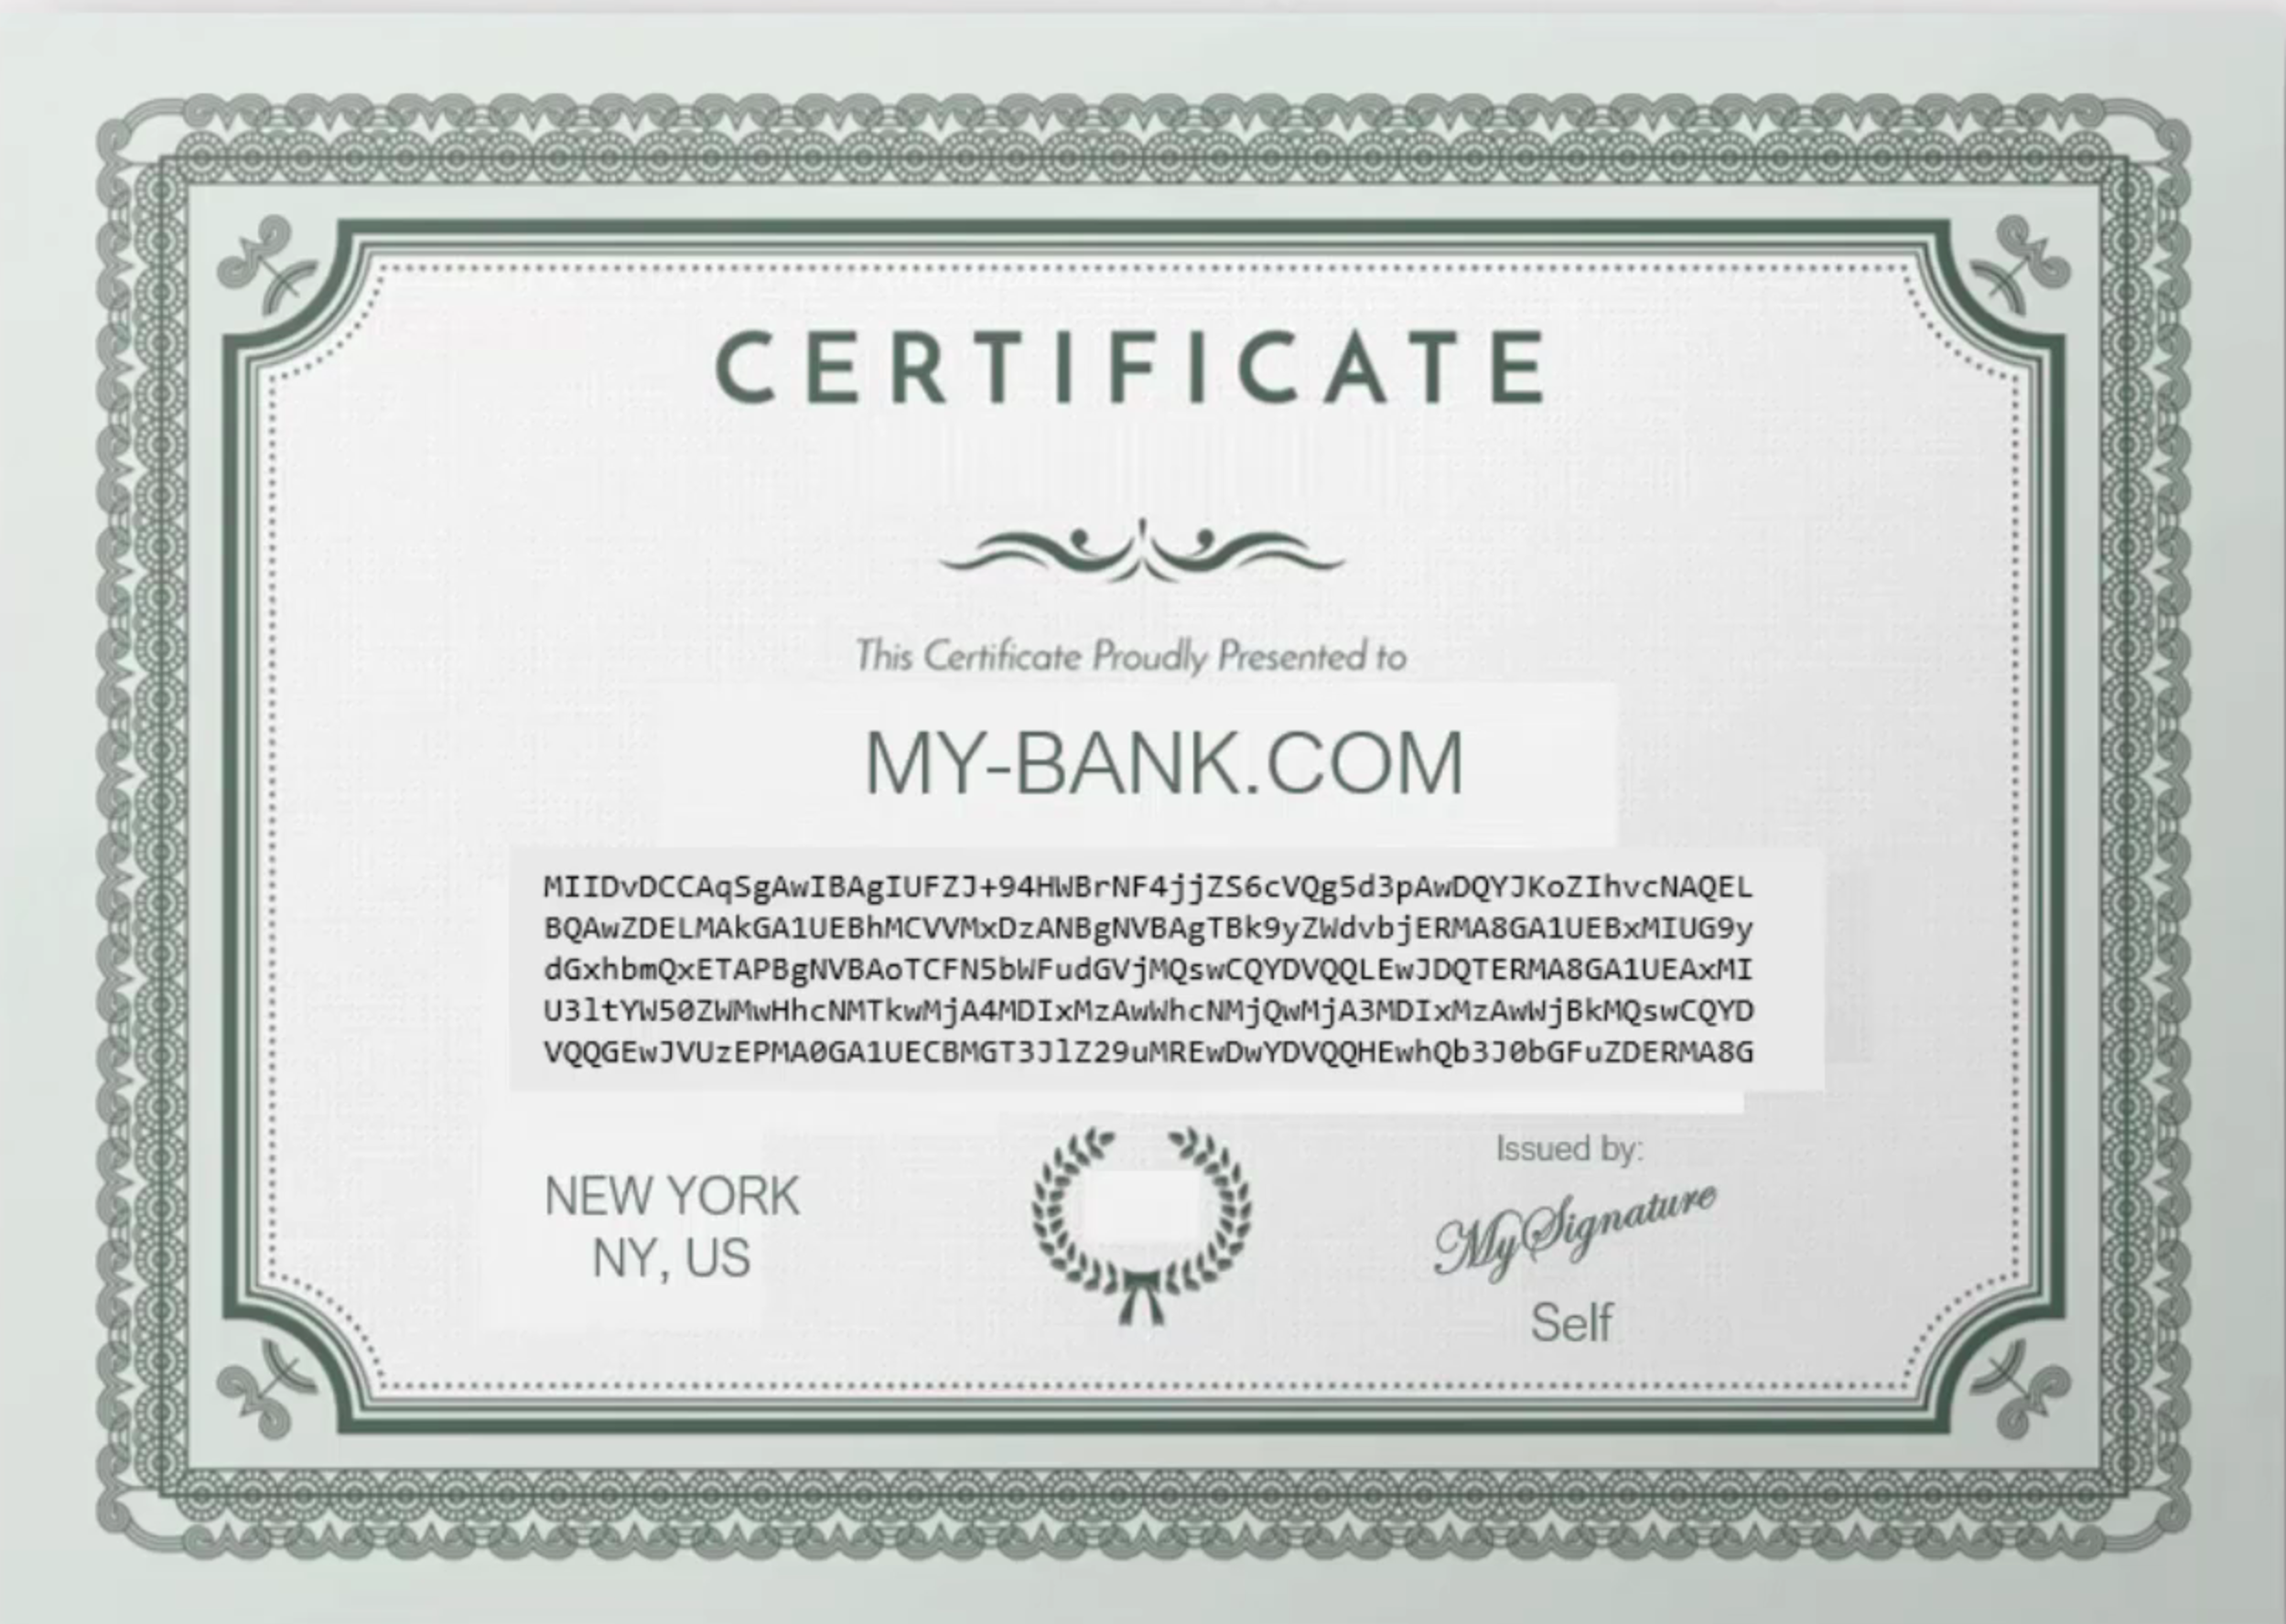 CERTIFICATE
This Certificate Proudly Presented to
MY-BANK.COM
MIIDvDCCAqSgAwIBAgIUFZJ+94HWBrNF4jjZS6cVQg5d3pAwDQYJKoZIhvcNAQEL
BQAwZDELMAkGA1UEBhMCVVMxDzANBgNVBAgTBk9yZWdvbjERMA8GA1UEBxMIUG9y
dGxhbmQxETAPBgNVBAoTCFN5bWFudGVjMQswCQYDVQQLEwJDQTERMA8GA1UEAxMI
U3ltYW50ZWMwHhcNMTkwMjA4MDIxMzAwWhcNMjQwMjA3MDIxMzAwWjBkMQswCQYD
VQQGEwJVUzEPMA0GA1UECBMGT3JlZ29uMREwDwYDVQQHEwhQb3J0bGFuZDERMA8G
NEW YORK
NY, US
Issued by:
MySignature
Self